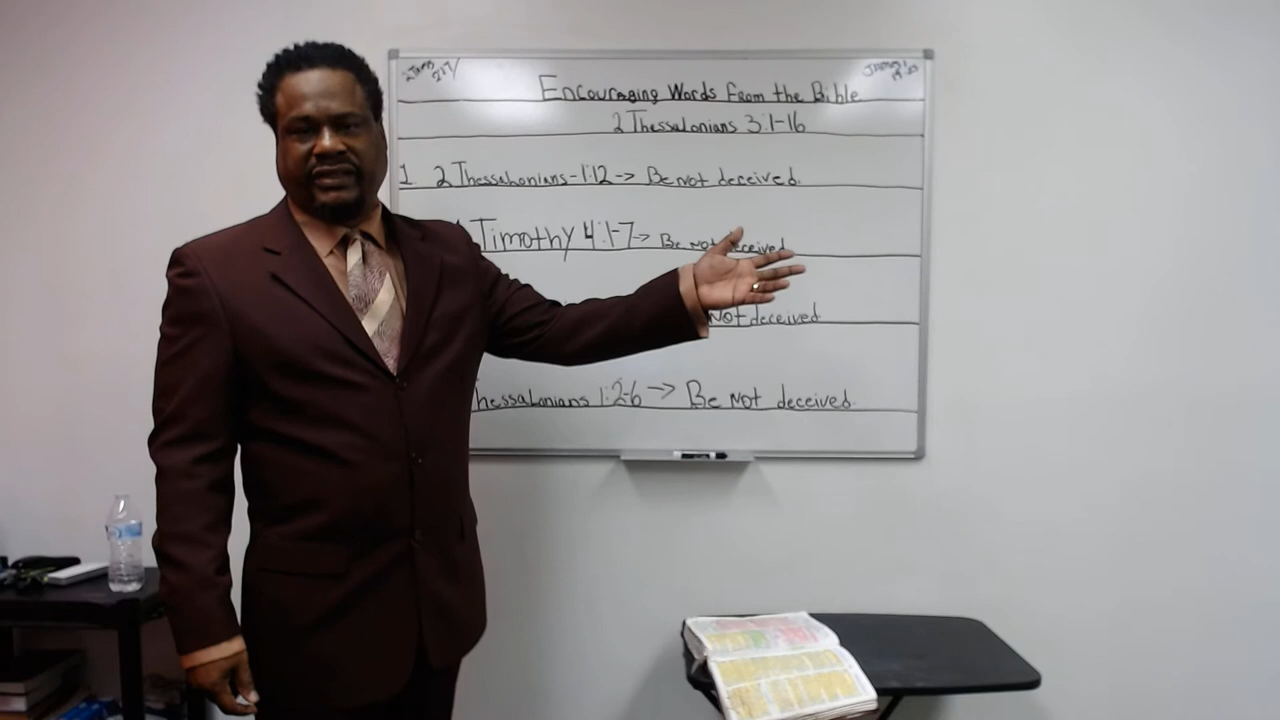 Encouraging Words From the Bible
2 Thessalonians 3:1-16
1 2 Thessalonians-1:12-> Be not deceived.
Timothy 4:1-7-> Be not deceived
Not deceived
hessalonians 1:2-6 -> Be Not deceived.